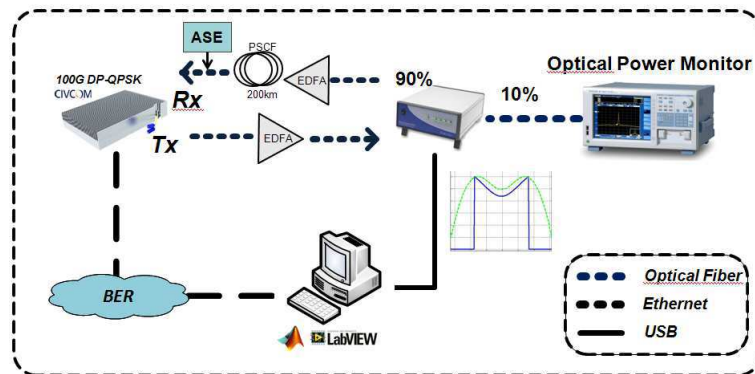 ASE
PSCF
200km
EDFA
100G DP-QPSK
CIVCOM
Rx
Tx
EDFA
90%
10%
Optical Power Monitor
BER
LabVIEW
Optical Fiber
Ethernet
USB